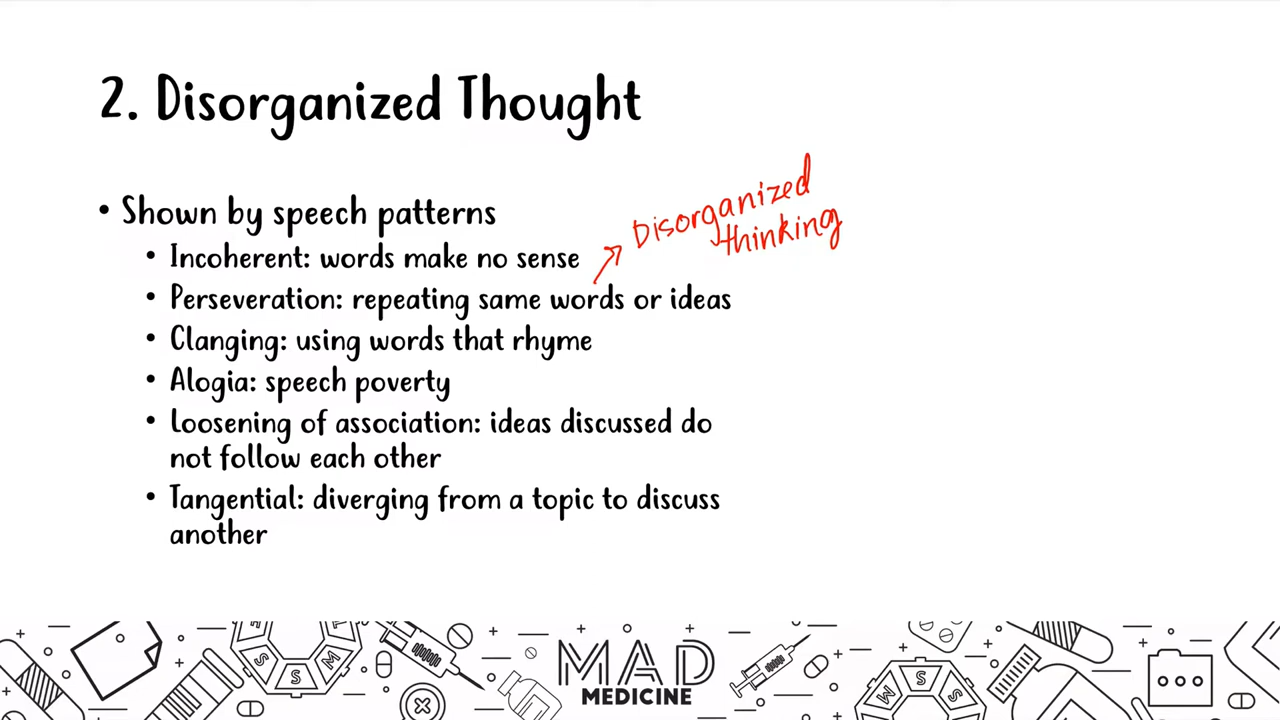 2. Disorganized Thought
• Shown by speech patterns
• Incoherent: words make no sense
• Perseveration: repeating same words or ideas
• Clanging: using words that rhyme
• Alogia: speech poverty
• Loosening of association: ideas discussed do
not follow each other
• Tangential: diverging from a topic to discuss
another
Disorganized
thinking
MAD
MEDICINE